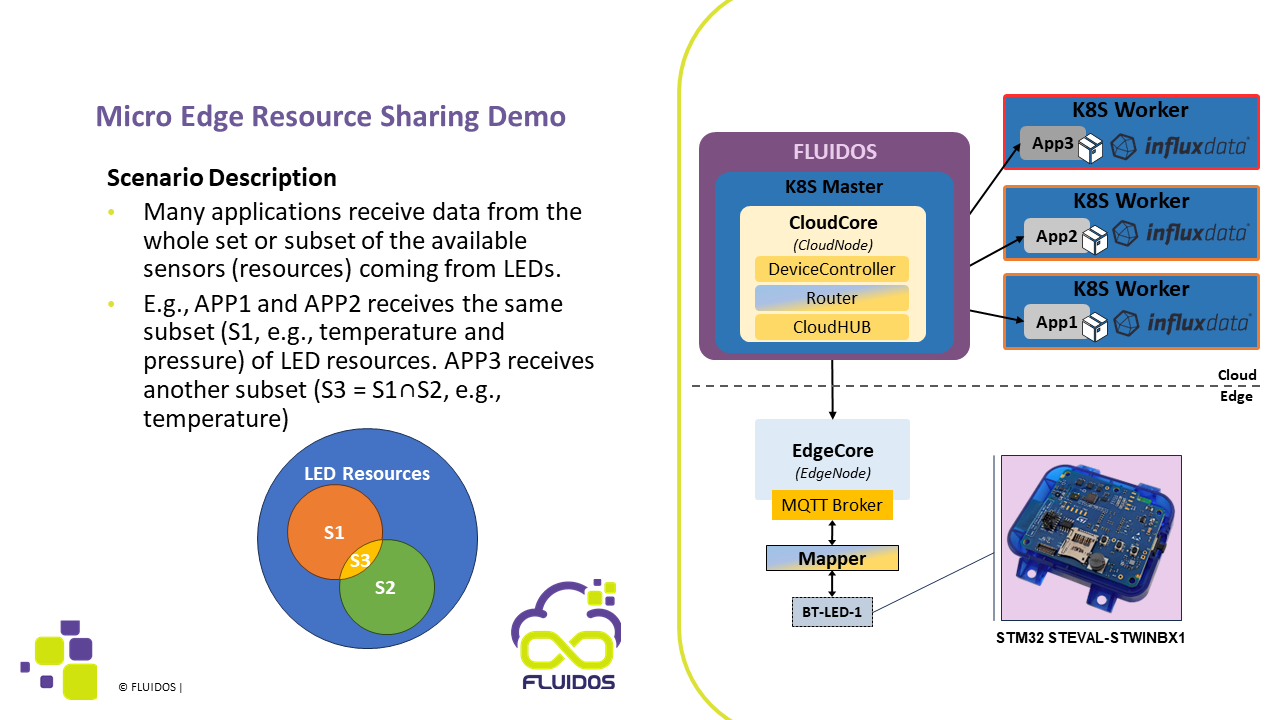 Micro Edge Resource Sharing Demo
Scenario Description
• Many applications receive data from the
whole set or subset of the available
sensors (resources) coming from LEDs.
• E.g., APP1 and APP2 receives the same
subset (S1, e.g., temperature and
pressure) of LED resources. APP3 receives
another subset (S3 = S1∩S2, e.g.,
temperature)
LED Resources
S1
S3
S2
FLUIDOS
© FLUIDOS |
FLUIDOS
K8S Master
CloudCore
(CloudNode)
DeviceController
Router
CloudHUB
K8S Worker
App3
influxdata
K8S Worker
App2
influxdata
K8S Worker
App1
influxdata
Cloud
Edge
EdgeCore
(EdgeNode)
MQTT Broker
Mapper
BT-LED-1
STM32 STEVAL-STWINBX1